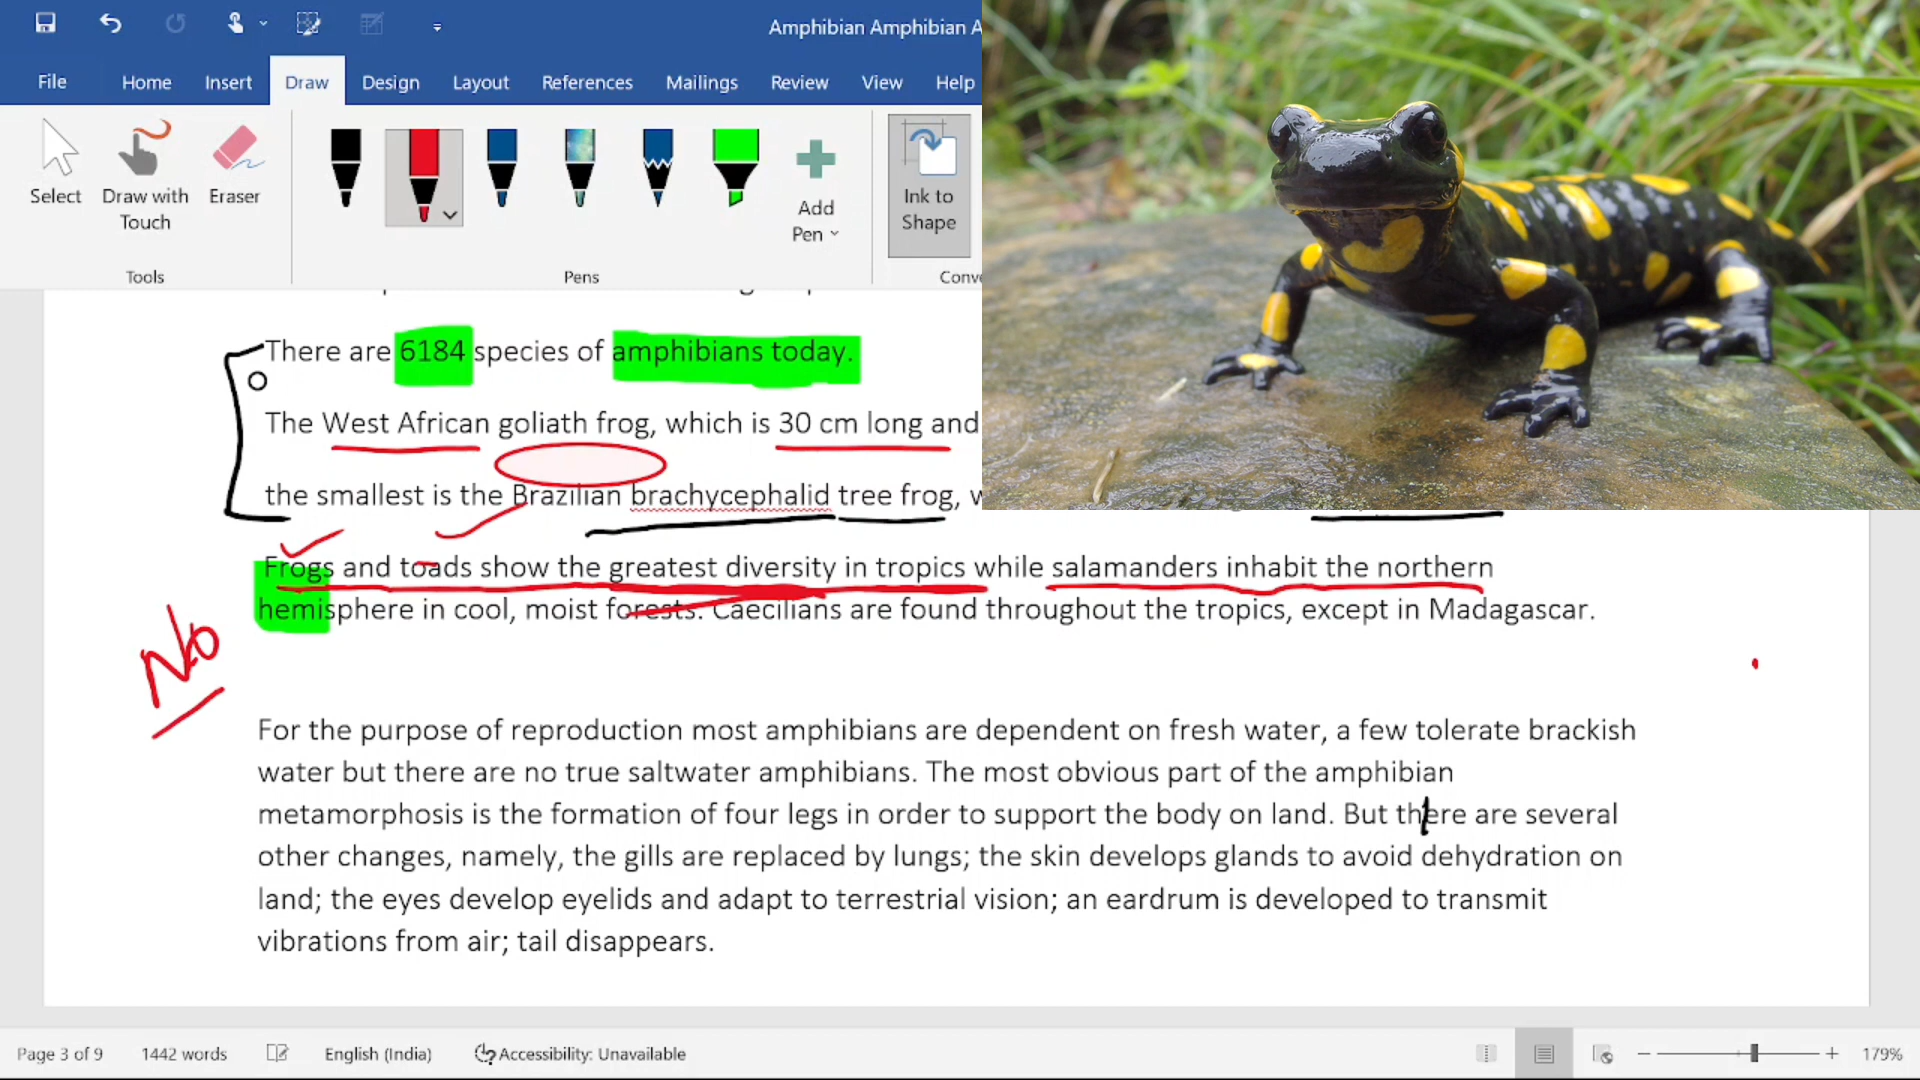 Amphibian Amphibian A
File Home Insert Draw Design Layout References Mailings Review View Help
Select Draw with Touch Eraser Add Pen Ink to Shape
Tools Pens Conv
There are 6184 species of amphibians today.
The West African goliath frog, which is 30 cm long and
the smallest is the Brazilian brachycephalid tree frog,
Frogs and toads show the greatest diversity in tropics while salamanders inhabit the northern
hemisphere in cool, moist forests. Caecilians are found throughout the tropics, except in Madagascar.
No
For the purpose of reproduction most amphibians are dependent on fresh water, a few tolerate brackish
water but there are no true saltwater amphibians. The most obvious part of the amphibian
metamorphosis is the formation of four legs in order to support the body on land. But there are several
other changes, namely, the gills are replaced by lungs; the skin develops glands to avoid dehydration on
land; the eyes develop eyelids and adapt to terrestrial vision; an eardrum is developed to transmit
vibrations from air; tail disappears.
Page 3 of 9 1442 words English (India) Accessibility: Unavailable 179%